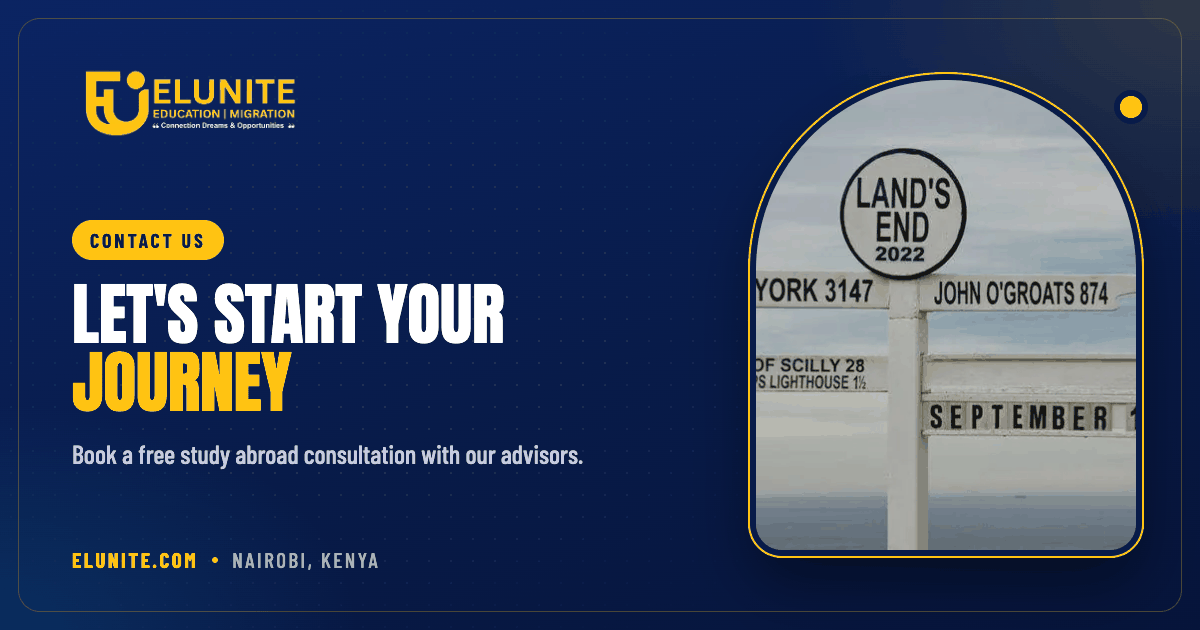 ELUNITE
EDUCATION | MIGRATION
❝ Connection Dreams & Opportunities ❞
CONTACT US
LET'S START YOUR
JOURNEY
Book a free study abroad consultation with our advisors.
ELUNITE.COM • NAIROBI, KENYA
LAND'S
END
2022
YORK 3147
JOHN O'GROATS 874
OF SCILLY 28
PS LIGHTHOUSE 1½
SEPTEMBER